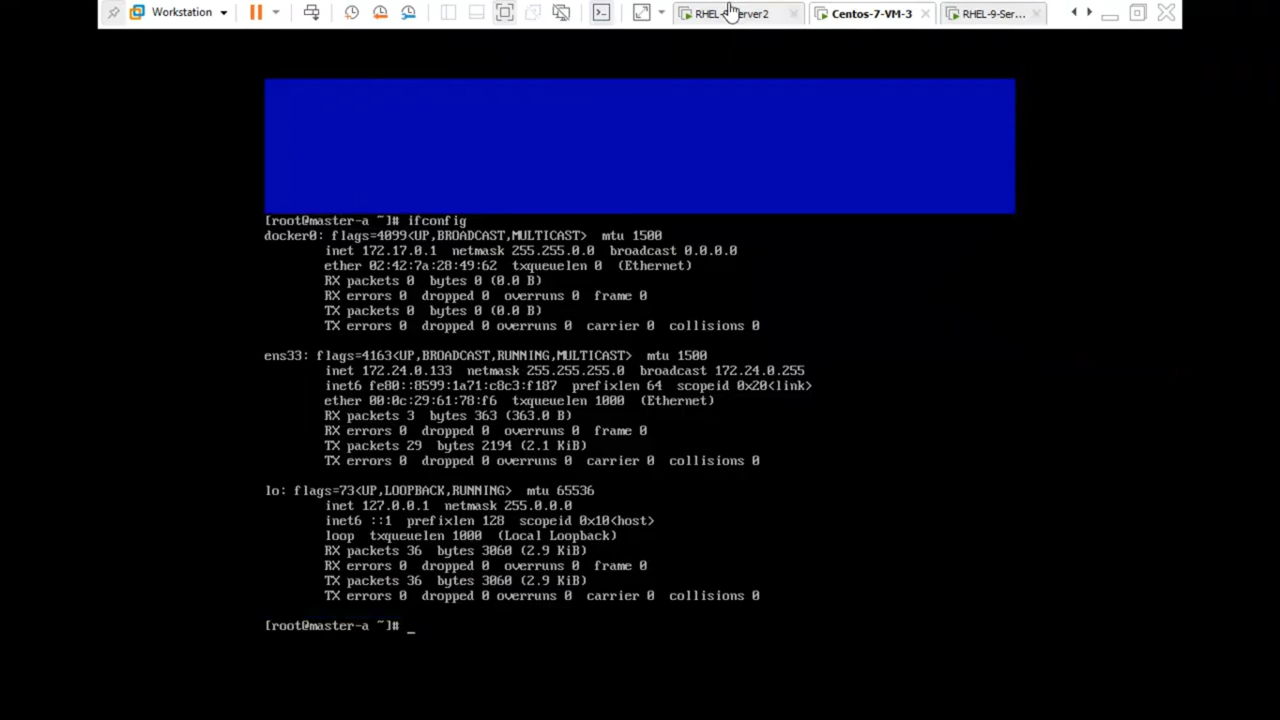 Workstation RHEL-9-Server2 Centos-7-VM-3 RHEL-9-Ser...
[root@master-a ~]# ifconfig
docker0: flags=4099<UP,BROADCAST,MULTICAST> mtu 1500
inet 172.17.0.1 netmask 255.255.0.0 broadcast 0.0.0.0
ether 02:42:7a:28:49:62 txqueuelen 0 (Ethernet)
RX packets 0 bytes 0 (0.0 B)
RX errors 0 dropped 0 overruns 0 frame 0
TX packets 0 bytes 0 (0.0 B)
TX errors 0 dropped 0 overruns 0 carrier 0 collisions 0
ens33: flags=4163<UP,BROADCAST,RUNNING,MULTICAST> mtu 1500
inet 172.24.0.133 netmask 255.255.255.0 broadcast 172.24.0.255
inet6 fe80::8599:1a71:c8c3:f187 prefixlen 64 scopeid 0x20<link>
ether 00:0c:29:61:78:f6 txqueuelen 1000 (Ethernet)
RX packets 3 bytes 363 (363.0 B)
RX errors 0 dropped 0 overruns 0 frame 0
TX packets 29 bytes 2194 (2.1 KiB)
TX errors 0 dropped 0 overruns 0 carrier 0 collisions 0
lo: flags=73<UP,LOOPBACK,RUNNING> mtu 65536
inet 127.0.0.1 netmask 255.0.0.0
inet6 ::1 prefixlen 128 scopeid 0x10<host>
loop txqueuelen 1000 (Local Loopback)
RX packets 36 bytes 3060 (2.9 KiB)
RX errors 0 dropped 0 overruns 0 frame 0
TX packets 36 bytes 3060 (2.9 KiB)
TX errors 0 dropped 0 overruns 0 carrier 0 collisions 0
[root@master-a ~]# _